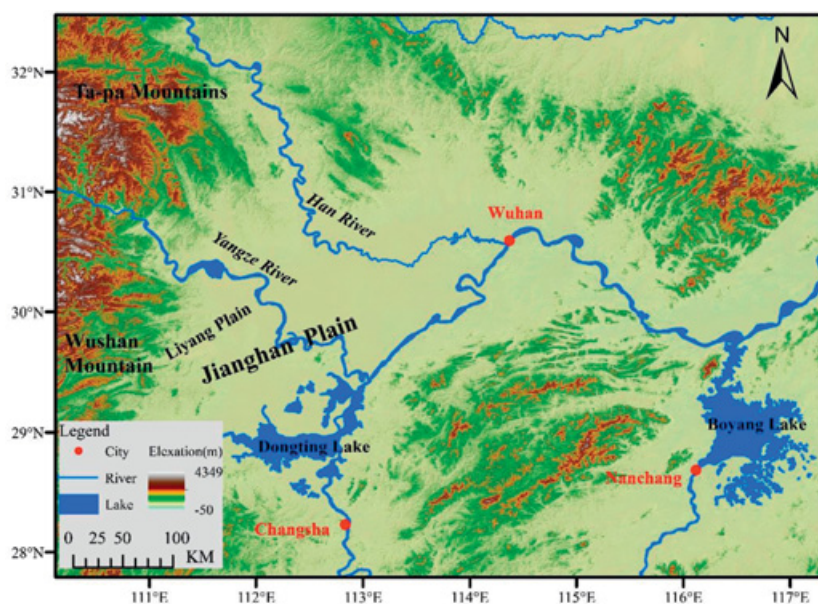 N
32°N
31°N
30°N
29°N
28°N
Ta-pa Mountains
Han River
Wuhan
Yangze River
Liyang Plain
Jianghan Plain
Wushan
Mountain
Dongting Lake
Boyang Lake
Nanchang
Changsha
Legend
City
Elexation(m)
River
4349
Lake
-50
0 25 50 100
KM
111°E 112°E 113°E 114°E 115°E 116°E 117°E